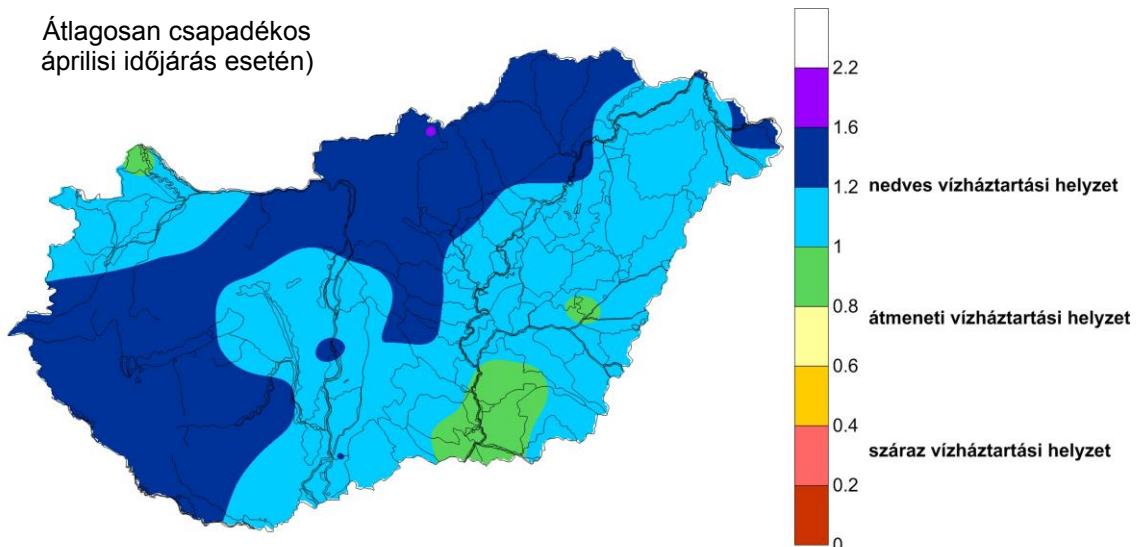 Átlagosan csapadékos
áprilisi időjárás esetén)
2.2
1.6
1.2
nedves vízháztartási helyzet
1
0.8
átmeneti vízháztartási helyzet
0.6
0.4
száraz vízháztartási helyzet
0.2
0